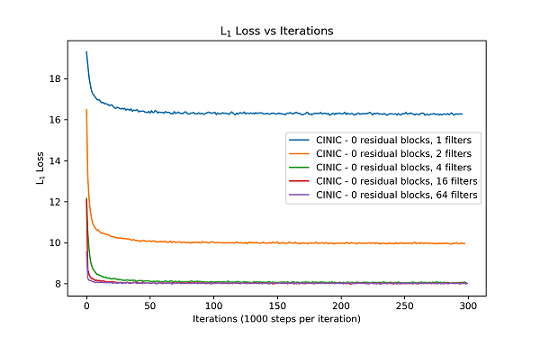 L₁ Loss vs Iterations
L₁ Loss
18
16
14
12
10
8
CINIC - 0 residual blocks, 1 filters
CINIC - 0 residual blocks, 2 filters
CINIC - 0 residual blocks, 4 filters
CINIC - 0 residual blocks, 16 filters
CINIC - 0 residual blocks, 64 filters
0 50 100 150 200 250 300
Iterations (1000 steps per iteration)